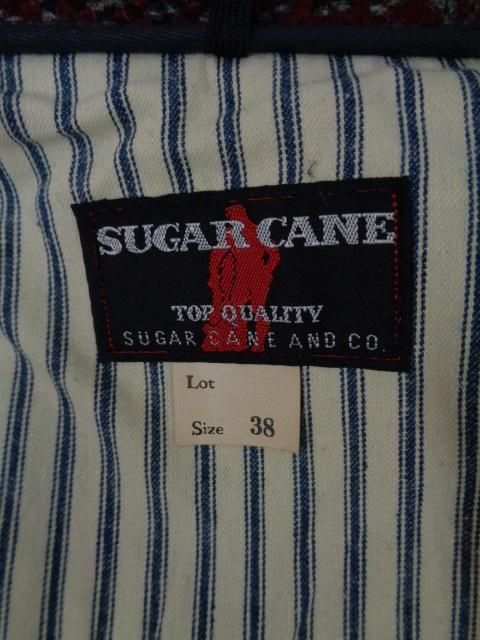 SUGAR CANE
TOP QUALITY
SUGAR CANE AND CO.
Lot
Size 38